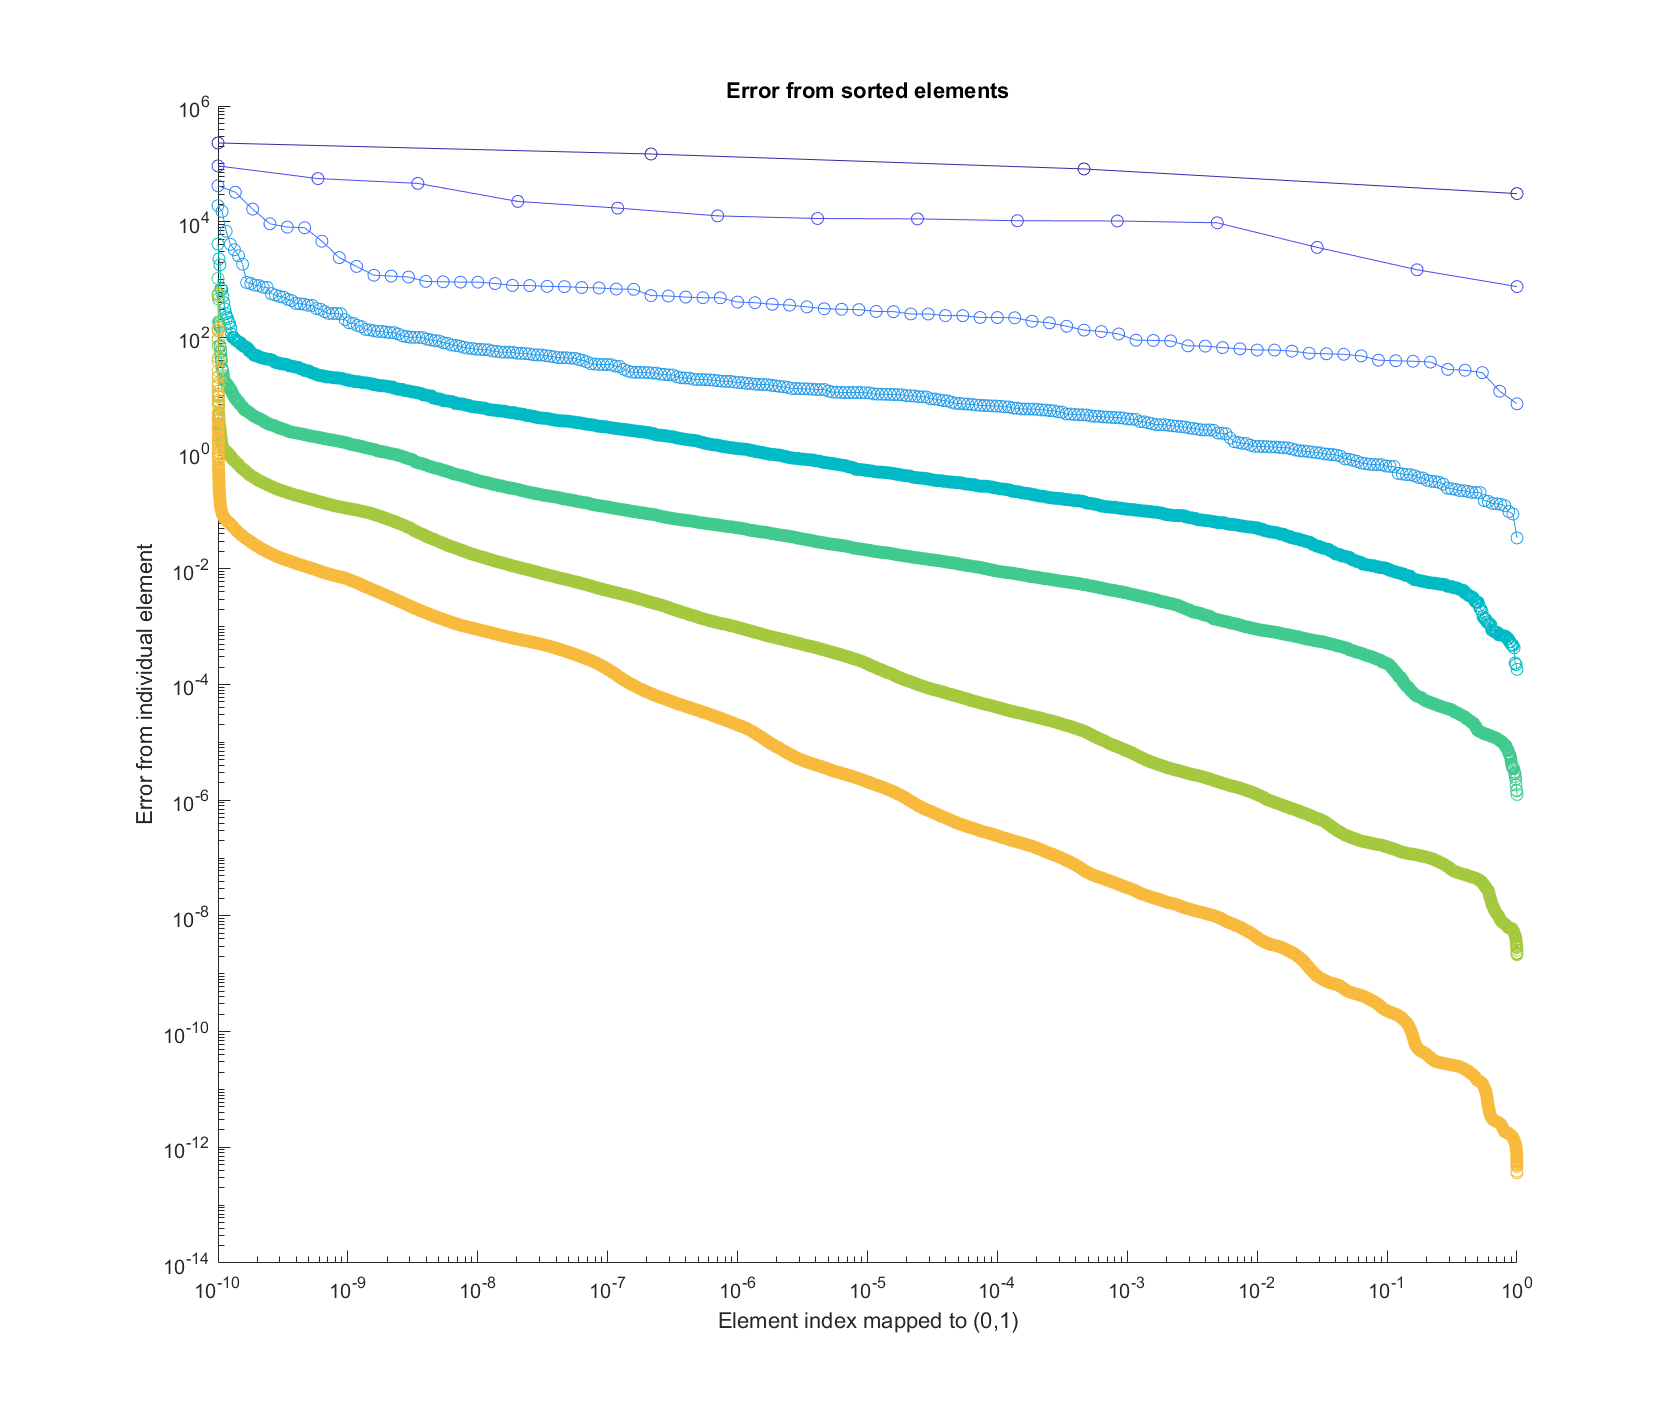 Error from sorted elements
10^6
10^4
10^2
10^0
10^-2
10^-4
10^-6
10^-8
10^-10
10^-12
10^-14
Error from individual element
10^-10 10^-9 10^-8 10^-7 10^-6 10^-5 10^-4 10^-3 10^-2 10^-1 10^0
Element index mapped to (0,1)